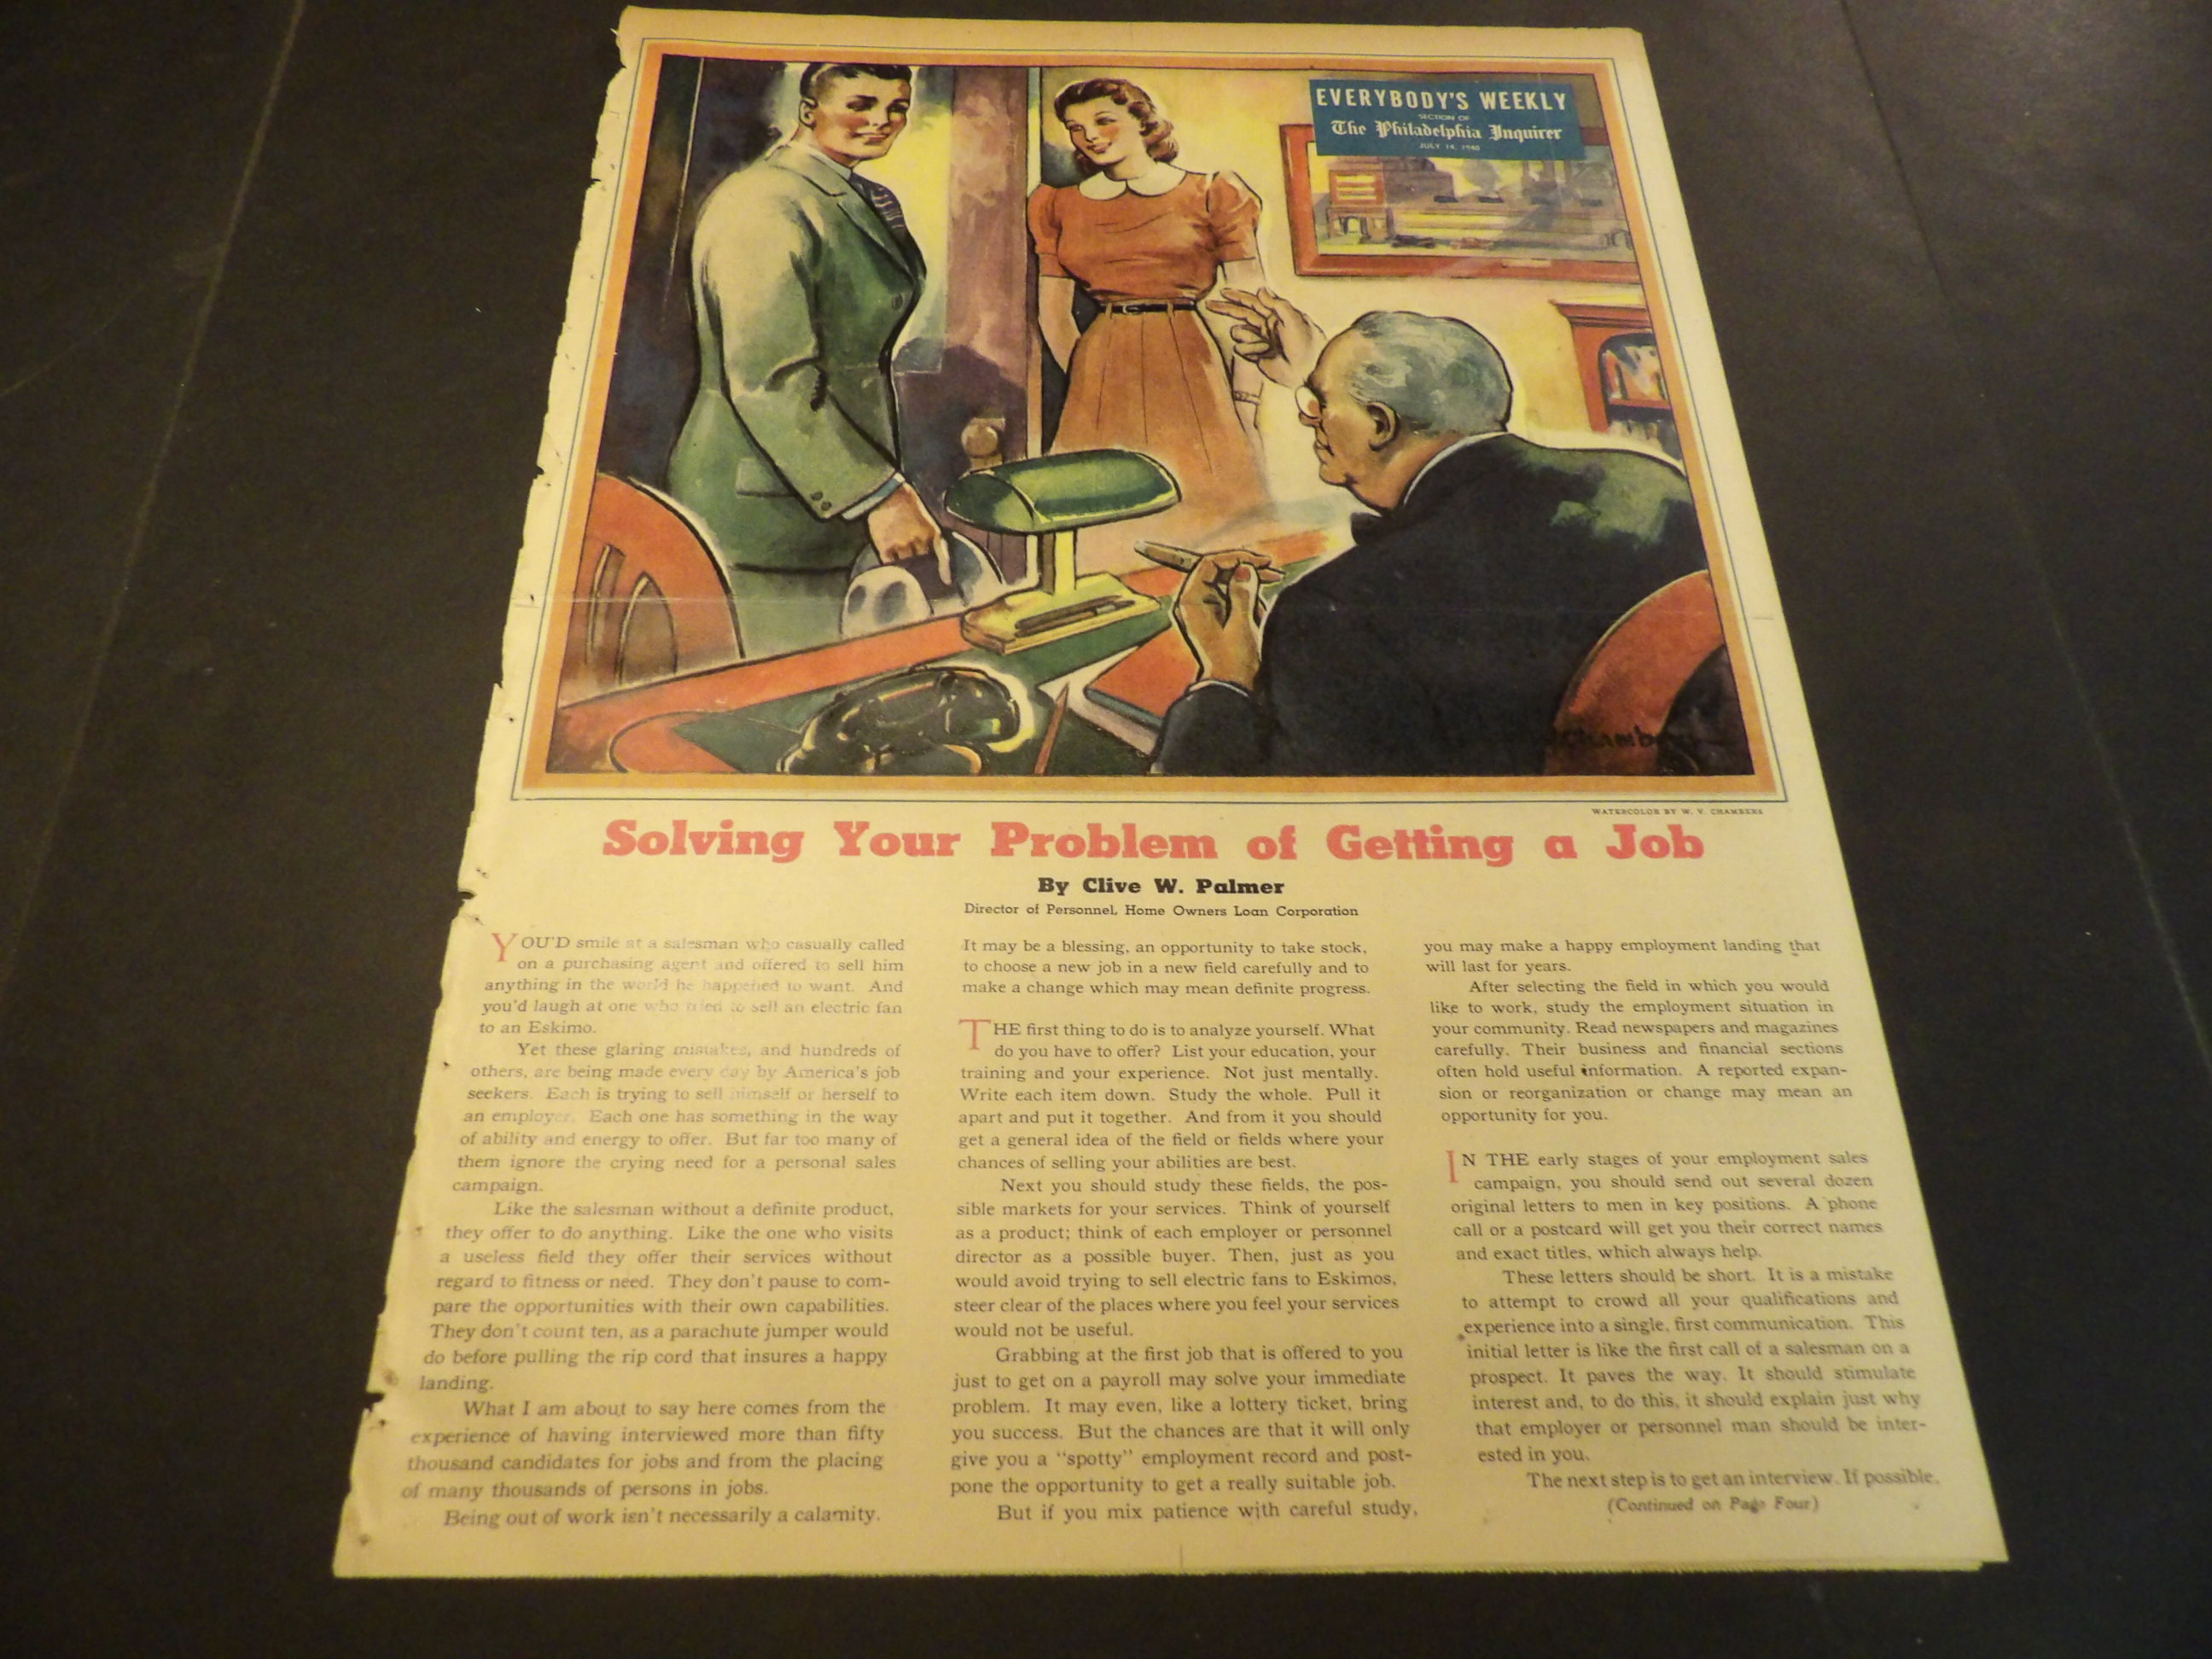 EVERYBODY'S WEEKLY
SECTION OF
The Philadelphia Inquirer
JULY 14, 1940
Chamb
WATERCOLOR BY W. V. CHAMBERS
Solving Your Problem of Getting a Job
By Clive W. Palmer
Director of Personnel, Home Owners Loan Corporation
YOU'D smile at a salesman who casually called
on a purchasing agent and offered to sell him
anything in the world he happened to want. And
you'd laugh at one who tried to sell an electric fan
to an Eskimo.
Yet these glaring mistakes, and hundreds of
others, are being made every day by America's job
seekers. Each is trying to sell himself or herself to
an employer. Each one has something in the way
of ability and energy to offer. But far too many of
them ignore the crying need for a personal sales
campaign.
Like the salesman without a definite product,
they offer to do anything. Like the one who visits
a useless field they offer their services without
regard to fitness or need. They don't pause to com-
pare the opportunities with their own capabilities.
They don't count ten, as a parachute jumper would
do before pulling the rip cord that insures a happy
landing.
What I am about to say here comes from the
experience of having interviewed more than fifty
thousand candidates for jobs and from the placing
of many thousands of persons in jobs.
Being out of work isn't necessarily a calamity.
It may be a blessing, an opportunity to take stock,
to choose a new job in a new field carefully and to
make a change which may mean definite progress.
THE first thing to do is to analyze yourself. What
do you have to offer? List your education, your
training and your experience. Not just mentally.
Write each item down. Study the whole. Pull it
apart and put it together. And from it you should
get a general idea of the field or fields where your
chances of selling your abilities are best.
Next you should study these fields, the pos-
sible markets for your services. Think of yourself
as a product; think of each employer or personnel
director as a possible buyer. Then, just as you
would avoid trying to sell electric fans to Eskimos,
steer clear of the places where you feel your services
would not be useful.
Grabbing at the first job that is offered to you
just to get on a payroll may solve your immediate
problem. It may even, like a lottery ticket, bring
you success. But the chances are that it will only
give you a "spotty" employment record and post-
pone the opportunity to get a really suitable job.
But if you mix patience with careful study,
you may make a happy employment landing that
will last for years.
After selecting the field in which you would
like to work, study the employment situation in
your community. Read newspapers and magazines
carefully. Their business and financial sections
often hold useful information. A reported expan-
sion or reorganization or change may mean an
opportunity for you.
IN THE early stages of your employment sales
campaign, you should send out several dozen
original letters to men in key positions. A phone
call or a postcard will get you their correct names
and exact titles, which always help.
These letters should be short. It is a mistake
to attempt to crowd all your qualifications and
experience into a single, first communication. This
initial letter is like the first call of a salesman on a
prospect. It paves the way. It should stimulate
interest and, to do this, it should explain just why
that employer or personnel man should be inter-
ested in you.
The next step is to get an interview. If possible,
(Continued on Page Four)